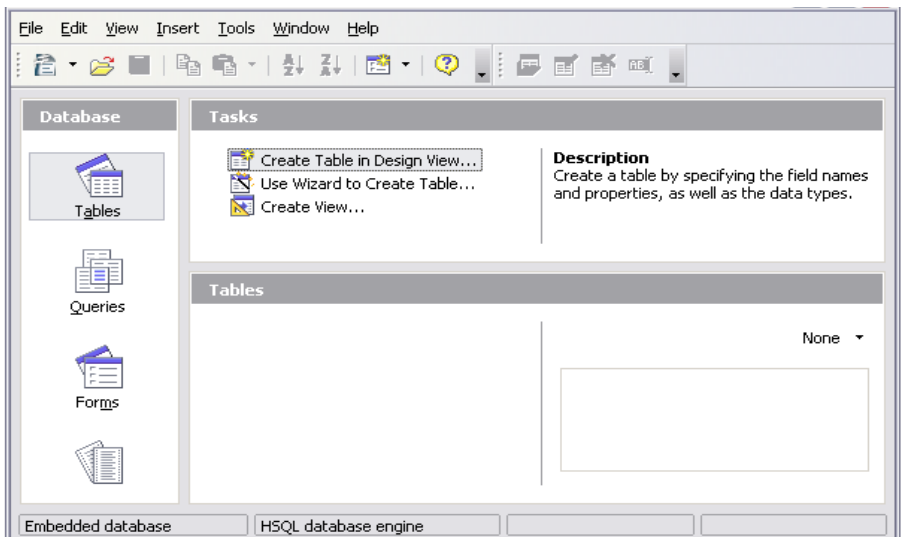 File Edit View Insert Tools Window Help
Database
Tables
Queries
Forms
Tasks
Create Table in Design View...
Use Wizard to Create Table...
Create View...
Description
Create a table by specifying the field names
and properties, as well as the data types.
Tables
None
Embedded database
HSQL database engine